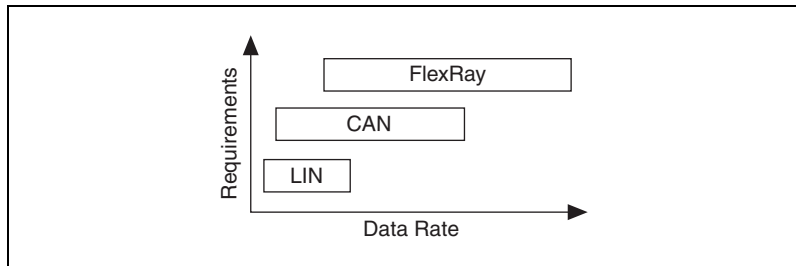 FlexRay
CAN
LIN
Requirements
Data Rate